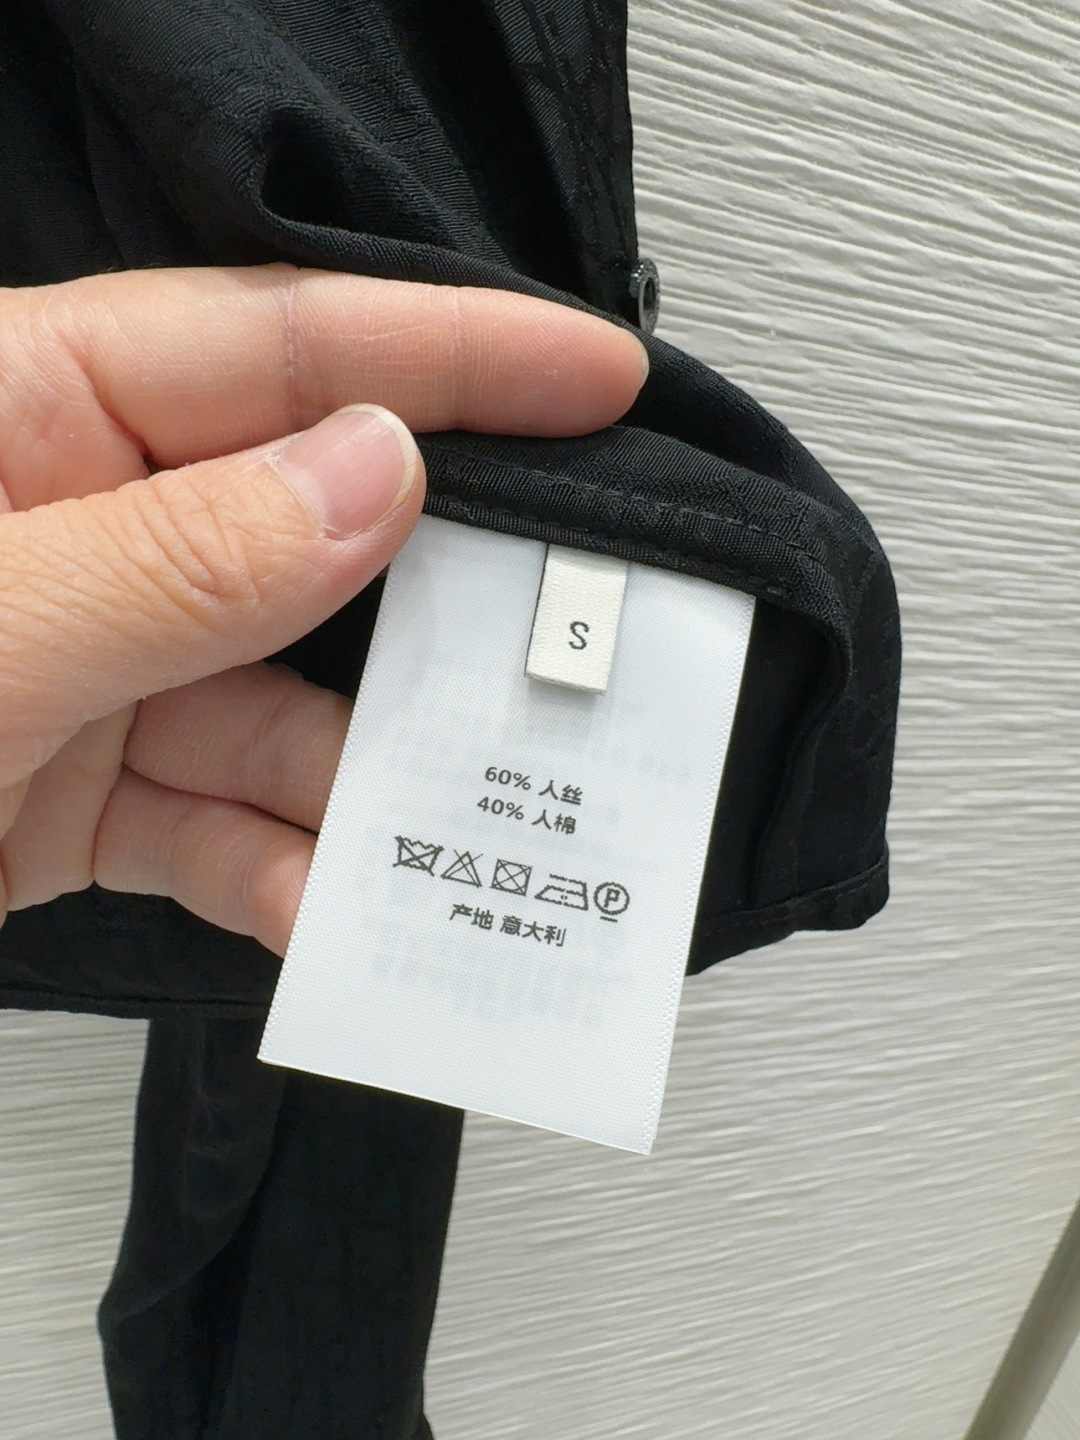 S
60% 人丝
40% 人棉
P
产地 意大利